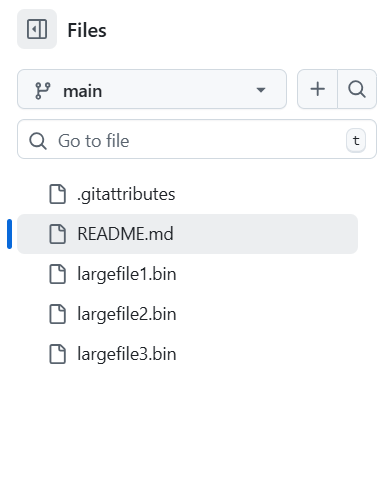 Files
main
Go to file t
.gitattributes
README.md
largefile1.bin
largefile2.bin
largefile3.bin